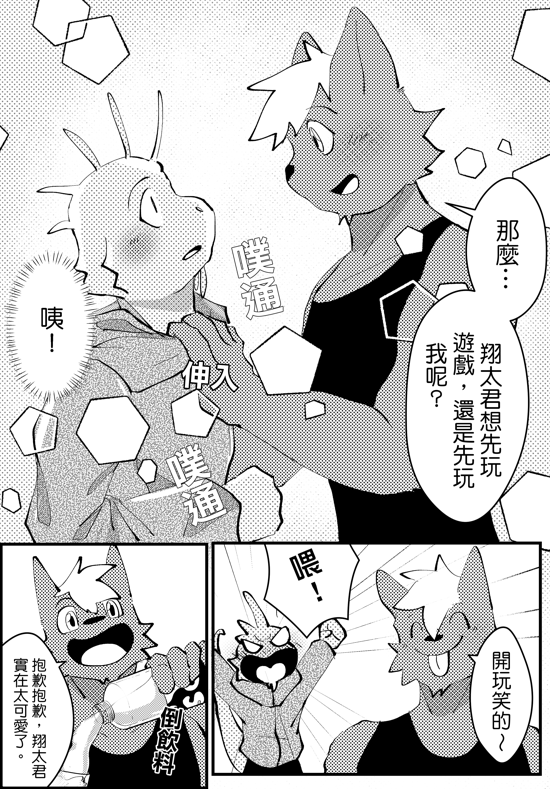 那麼…
翔太君想先玩
遊戲，還是先玩
我呢？
噗通
咦！
伸入
噗通
開玩笑的～
喂！
抱歉抱歉，翔太君
實在太可愛了。
倒飲料